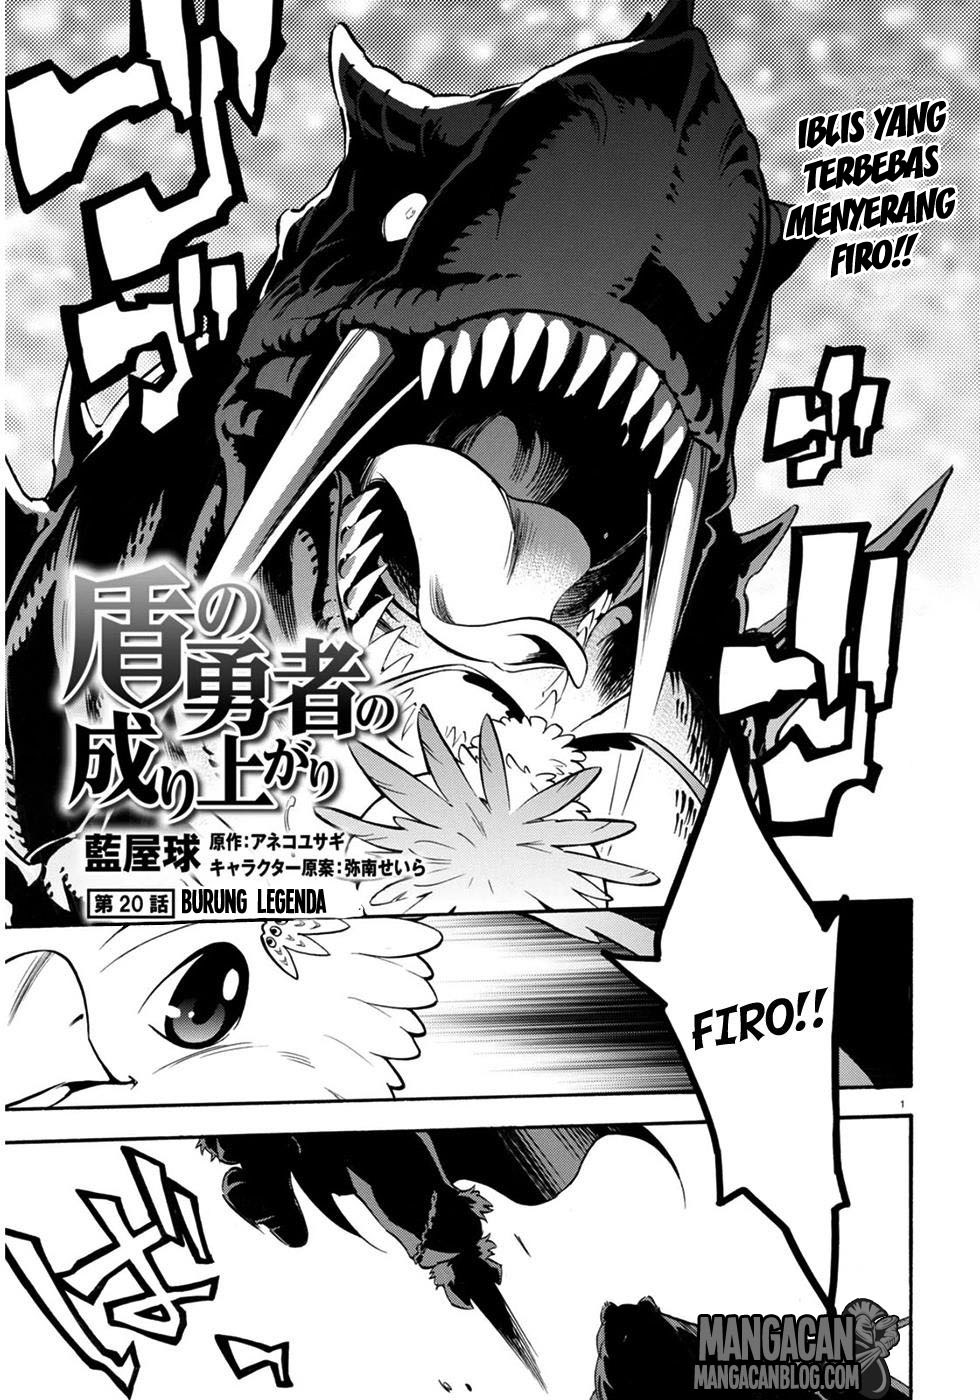 IBLIS YANG
TERBEBAS
MENYERANG
FIRO!!
盾の勇者の
成り上がり
藍屋球
原作:アネコユサギ
キャラクター原案:弥南せいら
第20話 BURUNG LEGENDA
FIRO!!
1
MANGACAN
MANGACANBLOG.COM